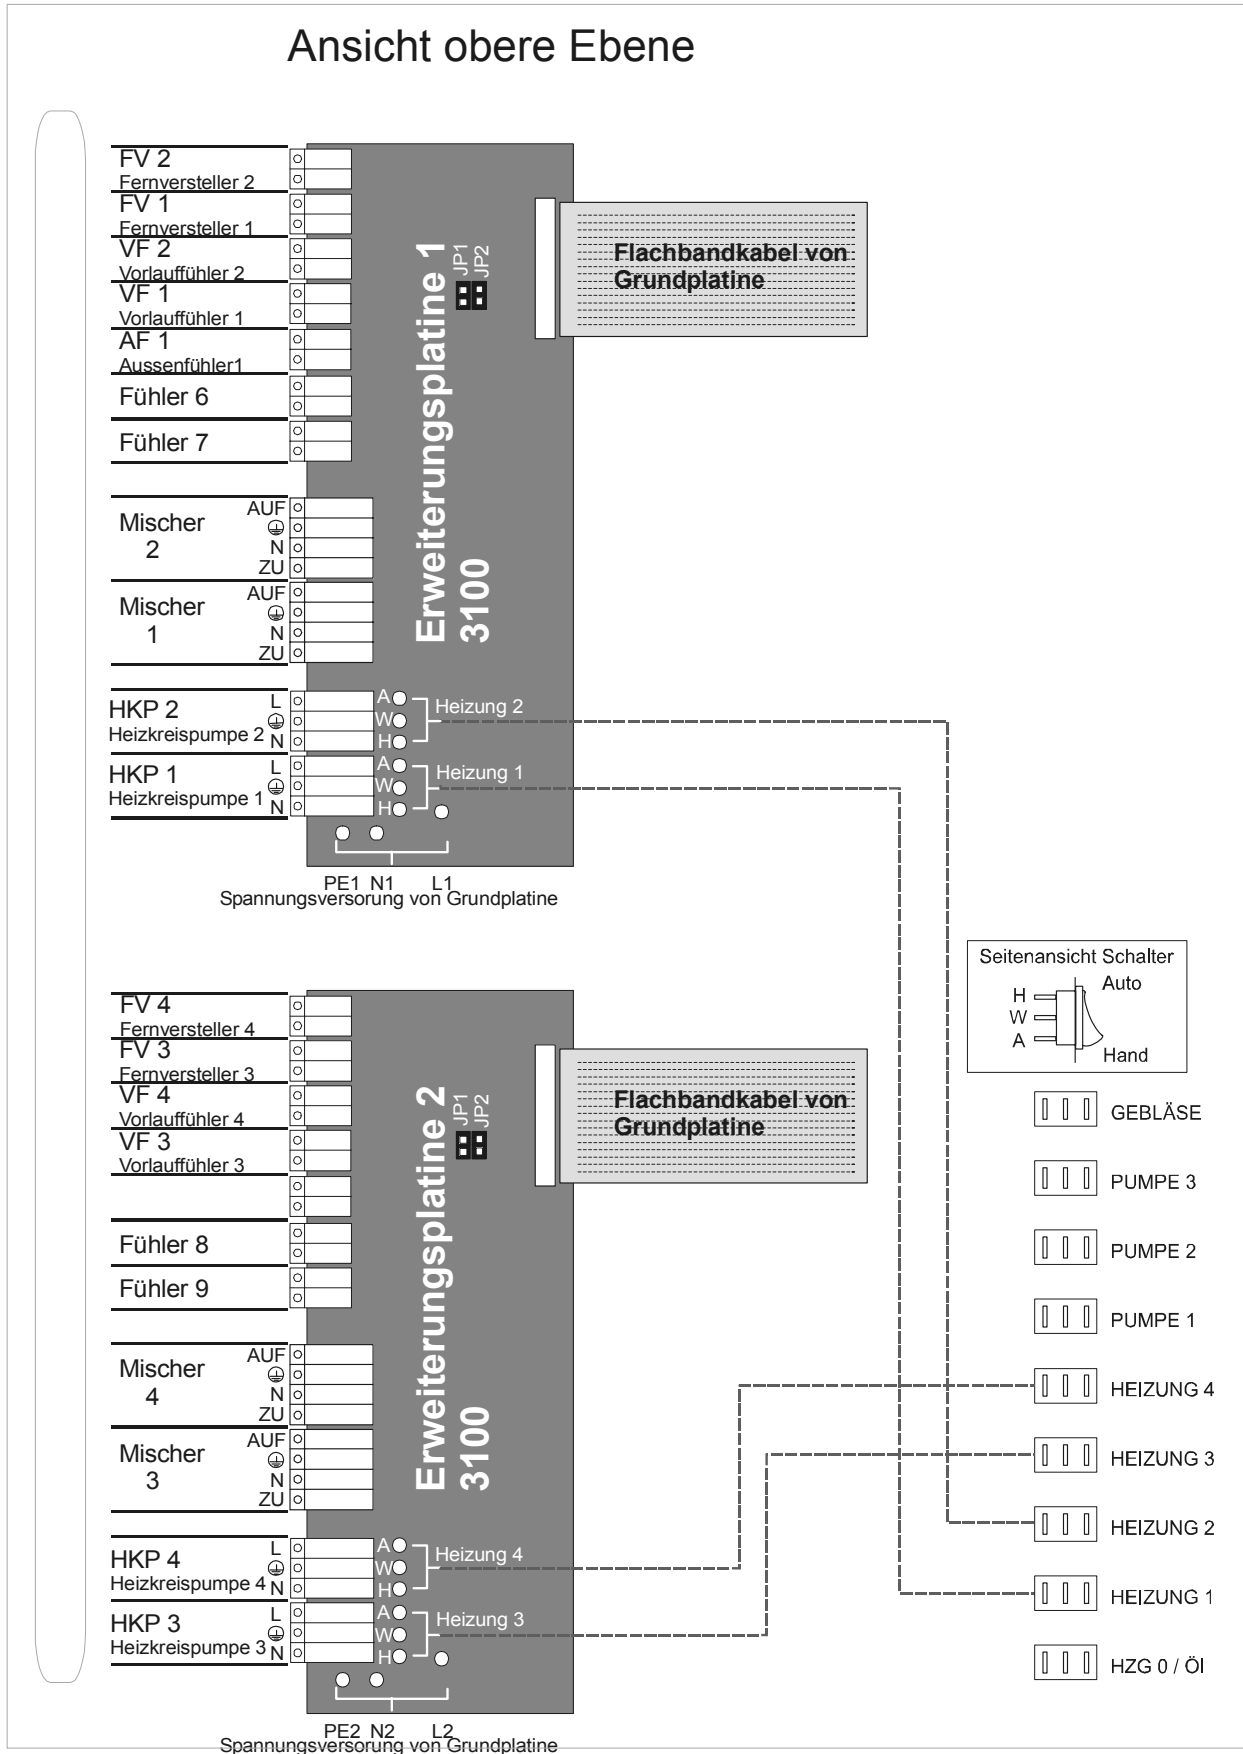 Ansicht obere Ebene
FV 2
Fernversteller 2
FV 1
Fernversteller 1
VF 2
Vorlauffühler 2
VF 1
Vorlauffühler 1
AF 1
Aussenfühler1
Fühler 6
Fühler 7
Mischer
2
AUF
N
ZU
Mischer
1
AUF
N
ZU
HKP 2
Heizkreispumpe 2
L
N
HKP 1
Heizkreispumpe 1
L
N
Erweiterungsplatine 1
3100
JP1
JP2
Flachbandkabel von
Grundplatine
A
W
H
Heizung 2
A
W
H
Heizung 1
PE1 N1 L1
Spannungsversorung von Grundplatine
FV 4
Fernversteller 4
FV 3
Fernversteller 3
VF 4
Vorlauffühler 4
VF 3
Vorlauffühler 3
Fühler 8
Fühler 9
Mischer
4
AUF
N
ZU
Mischer
3
AUF
N
ZU
HKP 4
Heizkreispumpe 4
L
N
HKP 3
Heizkreispumpe 3
L
N
Erweiterungsplatine 2
3100
JP1
JP2
Flachbandkabel von
Grundplatine
A
W
H
Heizung 4
A
W
H
Heizung 3
PE2 N2 L2
Spannungsversorung von Grundplatine
Seitenansicht Schalter
Auto
H
W
A
Hand
GEBLÄSE
PUMPE 3
PUMPE 2
PUMPE 1
HEIZUNG 4
HEIZUNG 3
HEIZUNG 2
HEIZUNG 1
HZG 0 / Öl